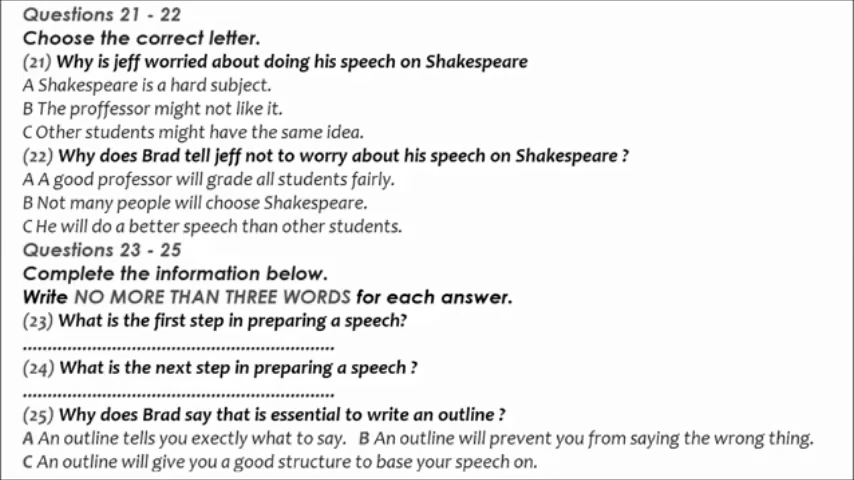 Questions 21 - 22
Choose the correct letter.
(21) Why is jeff worried about doing his speech on Shakespeare
A Shakespeare is a hard subject.
B The proffessor might not like it.
C Other students might have the same idea.
(22) Why does Brad tell jeff not to worry about his speech on Shakespeare ?
A A good professor will grade all students fairly.
B Not many people will choose Shakespeare.
C He will do a better speech than other students.
Questions 23 - 25
Complete the information below.
Write NO MORE THAN THREE WORDS for each answer.
(23) What is the first step in preparing a speech?
...............................................................
(24) What is the next step in preparing a speech ?
...............................................................
(25) Why does Brad say that is essential to write an outline ?
A An outline tells you exectly what to say. B An outline will prevent you from saying the wrong thing.
C An outline will give you a good structure to base your speech on.